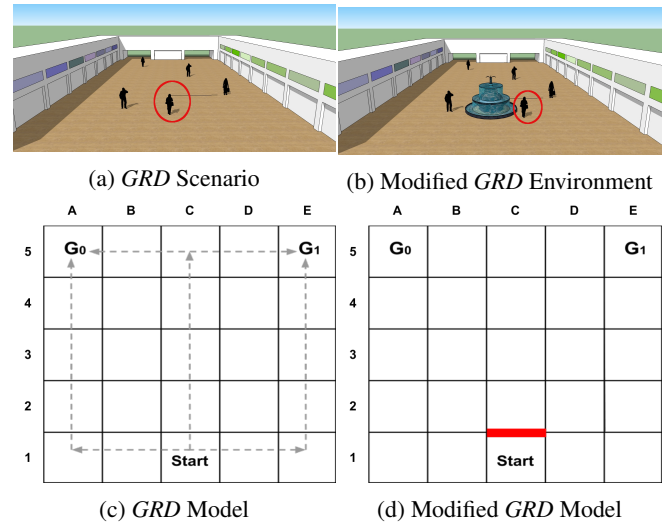 (a) GRD Scenario
(b) Modified GRD Environment
A B C D E
5 G0 G1
4
3
2
1 Start
(c) GRD Model
A B C D E
5 G0 G1
4
3
2
1 Start
(d) Modified GRD Model